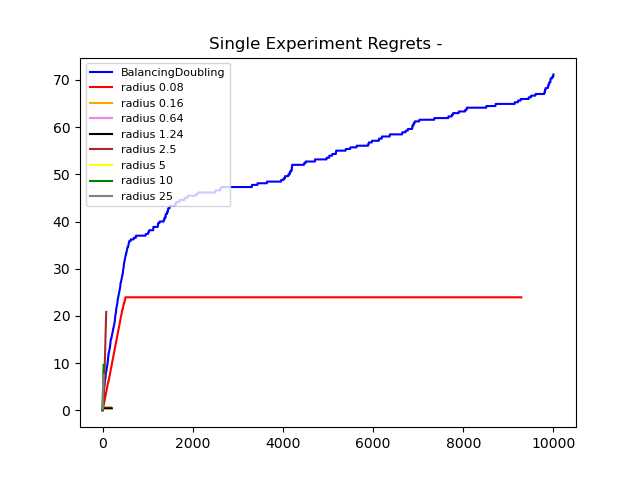 Single Experiment Regrets -
BalancingDoubling
radius 0.08
radius 0.16
radius 0.64
radius 1.24
radius 2.5
radius 5
radius 10
radius 25
70
60
50
40
30
20
10
0
0 2000 4000 6000 8000 10000